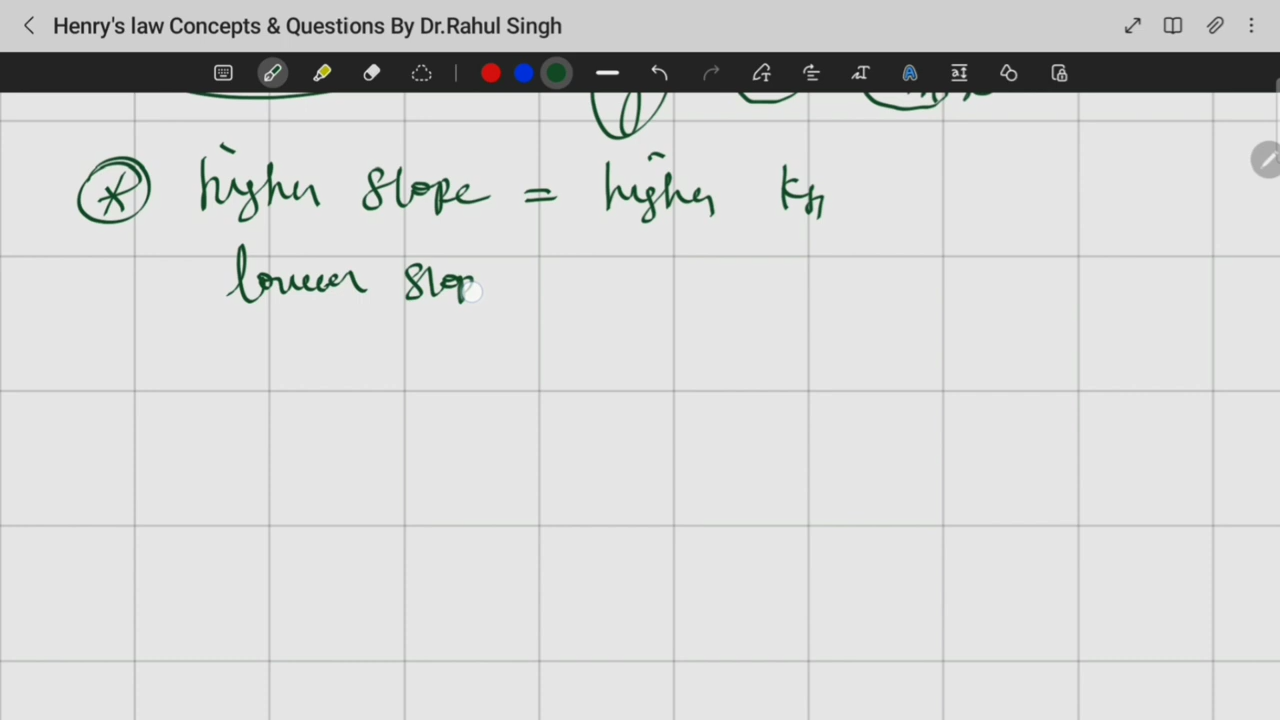 Henry's law Concepts & Questions By Dr.Rahul Singh
higher slope = higher KH
lower slop